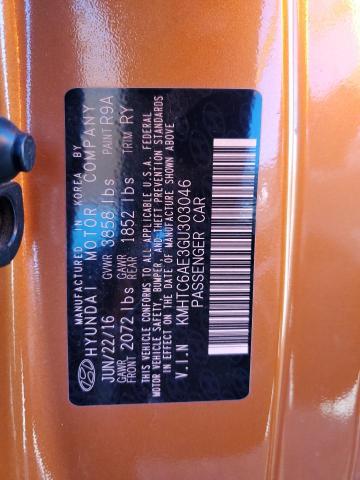 MANUFACTURED IN KOREA BY
HYUNDAI MOTOR COMPANY
JUN/22/16 GVWR 3858 lbs PAINT R9A
GAWR FRONT 2072 lbs GAWR REAR 1852 lbs TRIM RY
THIS VEHICLE CONFORMS TO ALL APPLICABLE U.S.A. FEDERAL
MOTOR VEHICLE SAFETY, BUMPER, AND THEFT PREVENTION STANDARDS
IN EFFECT ON THE DATE OF MANUFACTURE SHOWN ABOVE
V.I.N KMHTC6AE3GU303046
PASSENGER CAR